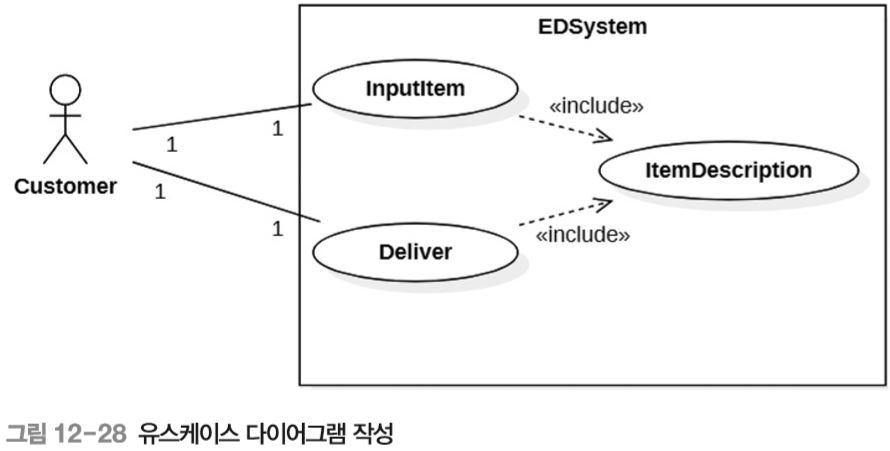 EDSystem
InputItem
«include»
1
1
ItemDescription
Customer
1
1
Deliver
«include»
그림 12-28 유스케이스 다이어그램 작성